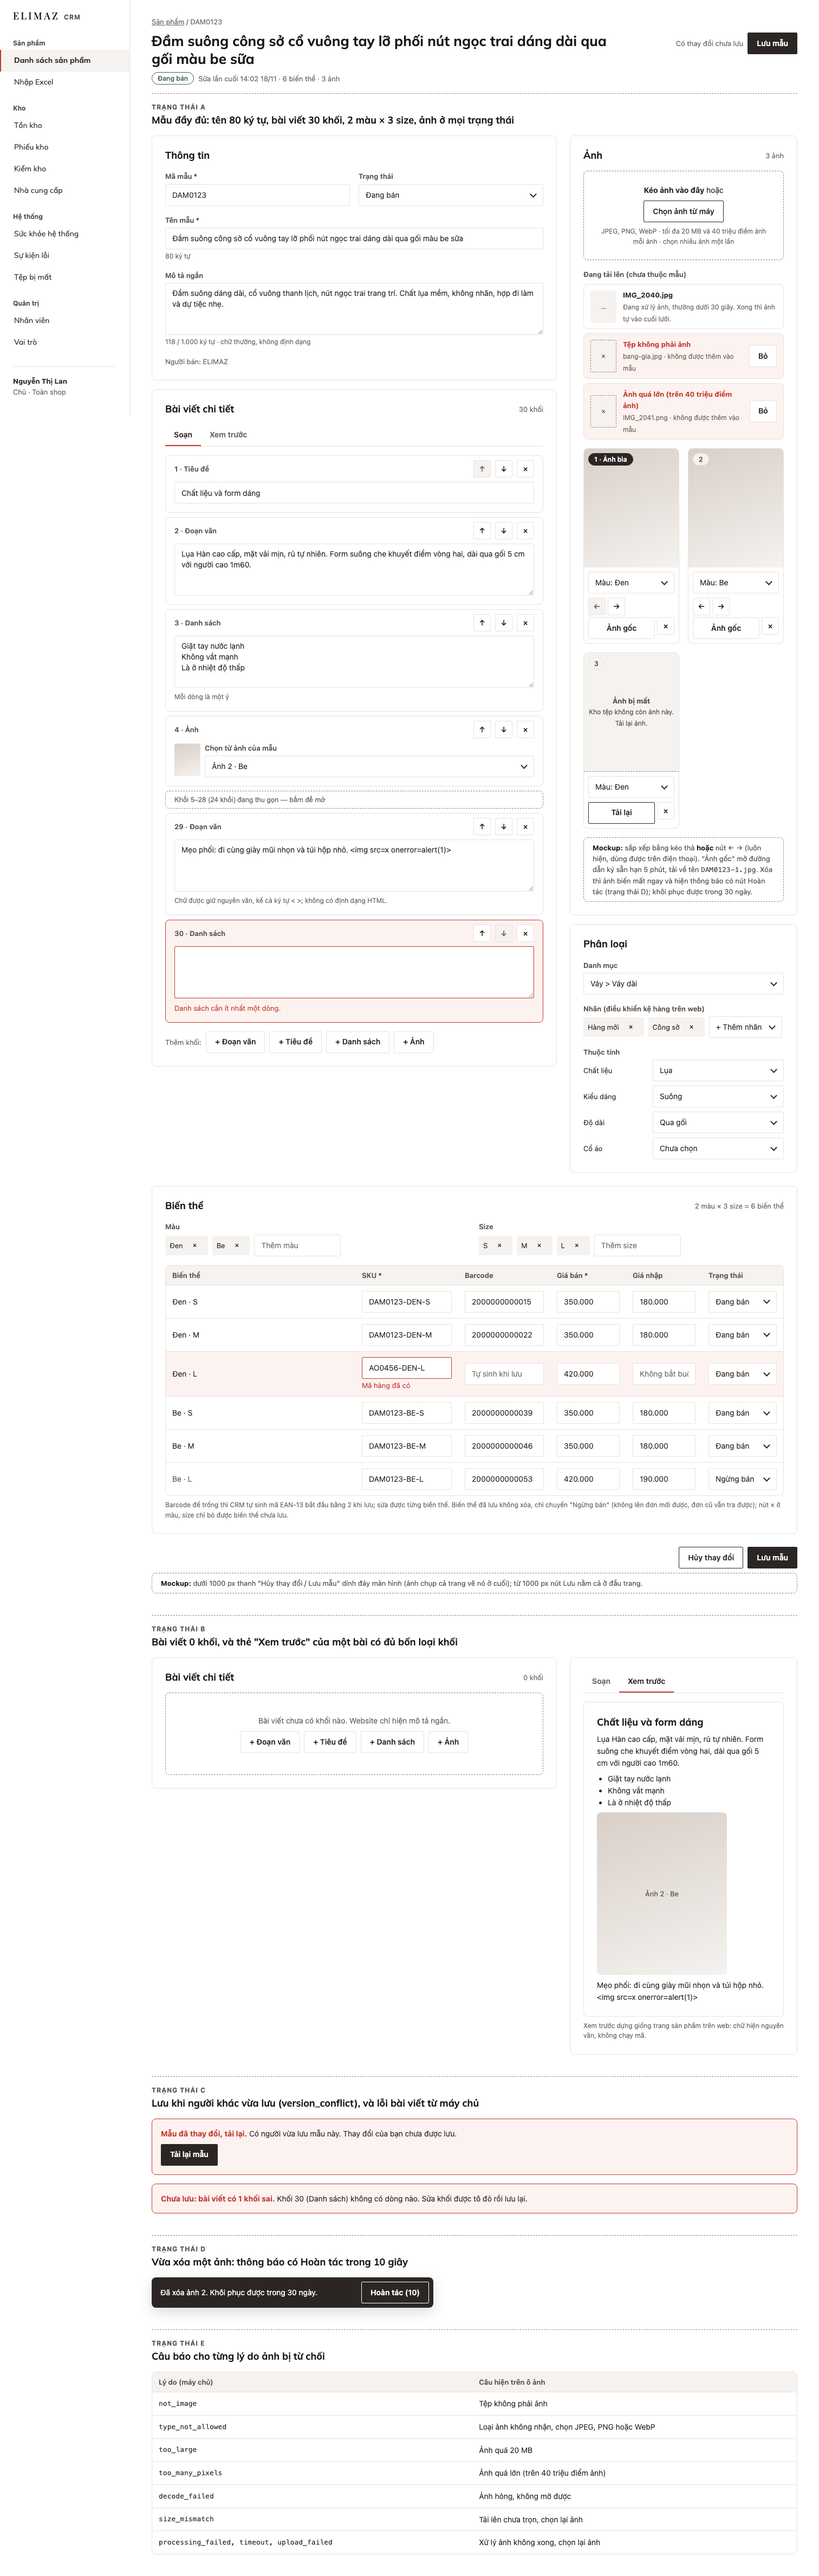 ELIMAZ CRM
Sản phẩm
Danh sách sản phẩm
Nhập Excel
Kho
Tồn kho
Phiếu kho
Kiểm kho
Nhà cung cấp
Hệ thống
Sức khỏe hệ thống
Sự kiện lỗi
Tệp bị mất
Quản trị
Nhân viên
Vai trò
Nguyễn Thị Lan
Chủ · Toàn shop
Sản phẩm / DAM0123
Đầm suông công sở cổ vuông tay lỡ phối nút ngọc trai dáng dài qua
gối màu be sữa
Có thay đổi chưa lưu
Lưu mẫu
Đang bán
Sửa lần cuối 14:02 18/11 · 6 biến thể · 3 ảnh
TRẠNG THÁI A
Mẫu đầy đủ: tên 80 ký tự, bài viết 30 khối, 2 màu × 3 size, ảnh ở mọi trạng thái
Thông tin
Mã mẫu *
Trạng thái
DAM0123
Đang bán
Tên mẫu *
Đầm suông công sở cổ vuông tay lỡ phối nút ngọc trai dáng dài qua gối màu be sữa
80 ký tự
Mô tả ngắn
Đầm suông dáng dài, cổ vuông thanh lịch, nút ngọc trai trang trí. Chất lụa mềm, không nhăn, hợp đi làm
và dự tiệc nhẹ.
118 / 1.000 ký tự · chữ thường, không định dạng
Người bán: ELIMAZ
Bài viết chi tiết
30 khối
Soạn
Xem trước
1 · Tiêu đề
↑ ↓ ×
Chất liệu và form dáng
2 · Đoạn văn
↑ ↓ ×
Lụa Hàn cao cấp, mặt vải mịn, rủ tự nhiên. Form suông che khuyết điểm vòng hai, dài qua gối 5 cm
với người cao 1m60.
3 · Danh sách
↑ ↓ ×
Giặt tay nước lạnh
Không vắt mạnh
Là ở nhiệt độ thấp
Mỗi dòng là một ý
4 · Ảnh
↑ ↓ ×
Chọn từ ảnh của mẫu
Ảnh 2 · Be
Khối 5–28 (24 khối) đang thu gọn — bấm để mở
29 · Đoạn văn
↑ ↓ ×
Mẹo phối: đi cùng giày mũi nhọn và túi hộp nhỏ. <img src=x onerror=alert(1)>
Chữ được giữ nguyên văn, kể cả ký tự < >; không có định dạng HTML.
30 · Danh sách
↑ ↓ ×
Danh sách cần ít nhất một dòng.
Thêm khối:
+ Đoạn văn
+ Tiêu đề
+ Danh sách
+ Ảnh
Ảnh
3 ảnh
Kéo ảnh vào đây hoặc
Chọn ảnh từ máy
JPEG, PNG, WebP · tối đa 20 MB và 40 triệu điểm ảnh
mỗi ảnh · chọn nhiều ảnh một lần
Đang tải lên (chưa thuộc mẫu)
...
IMG_2040.jpg
Đang xử lý ảnh, thường dưới 30 giây. Xong thì ảnh
tự vào cuối lưới.
×
Tệp không phải ảnh
bang-gia.jpg · không được thêm vào
mẫu
Bỏ
×
Ảnh quá lớn (trên 40 triệu điểm
ảnh)
IMG_2041.png · không được thêm vào
mẫu
Bỏ
1 · Ảnh bìa
2
Màu: Đen
Màu: Be
← →
← →
Ảnh gốc
×
Ảnh gốc
×
3
Ảnh bị mất
Kho tệp không còn ảnh này.
Tải lại ảnh.
Màu: Đen
Tải lại
×
Mockup: sắp xếp bằng kéo thả hoặc nút ← → (luôn
hiện, dùng được trên điện thoại). "Ảnh gốc" mở đường
dẫn ký sẵn hạn 5 phút, tải về tên DAM0123-1.jpg. Xóa
thì ảnh biến mất ngay và hiện thông báo có nút Hoàn
tác (trạng thái D); khôi phục được trong 30 ngày.
Phân loại
Danh mục
Váy > Váy dài
Nhãn (điều khiển kệ hàng trên web)
Hàng mới ×
Công sở ×
+ Thêm nhãn
Thuộc tính
Chất liệu
Lụa
Kiểu dáng
Suông
Độ dài
Qua gối
Cổ áo
Chưa chọn
Biến thể
2 màu × 3 size = 6 biến thể
Màu
Size
Đen ×
Be ×
Thêm màu
S ×
M ×
L ×
Thêm size
Biến thể SKU * Barcode Giá bán * Giá nhập Trạng thái
Đen · S DAM0123-DEN-S 2000000000015 350.000 180.000 Đang bán
Đen · M DAM0123-DEN-M 2000000000022 350.000 180.000 Đang bán
Đen · L AO0456-DEN-L Tự sinh khi lưu 420.000 Không bắt buộ Đang bán
Mã hàng đã có
Be · S DAM0123-BE-S 2000000000039 350.000 180.000 Đang bán
Be · M DAM0123-BE-M 2000000000046 350.000 180.000 Đang bán
Be · L DAM0123-BE-L 2000000000053 420.000 190.000 Ngừng bán
Barcode để trống thì CRM tự sinh mã EAN-13 bắt đầu bằng 2 khi lưu; sửa được từng biến thể. Biến thể đã lưu không xóa, chỉ chuyển "Ngừng bán" (không lên đơn mới được, đơn cũ vẫn tra được); nút × ở
màu, size chỉ bỏ được biến thể chưa lưu.
Hủy thay đổi
Lưu mẫu
Mockup: dưới 1000 px thanh "Hủy thay đổi / Lưu mẫu" dính đáy màn hình (ảnh chụp cả trang vẽ nó ở cuối); từ 1000 px nút Lưu nằm cả ở đầu trang.
TRẠNG THÁI B
Bài viết 0 khối, và thẻ "Xem trước" của một bài có đủ bốn loại khối
Bài viết chi tiết
0 khối
Bài viết chưa có khối nào. Website chỉ hiện mô tả ngắn.
+ Đoạn văn
+ Tiêu đề
+ Danh sách
+ Ảnh
Soạn
Xem trước
Chất liệu và form dáng
Lụa Hàn cao cấp, mặt vải mịn, rủ tự nhiên. Form
suông che khuyết điểm vòng hai, dài qua gối 5
cm với người cao 1m60.
• Giặt tay nước lạnh
• Không vắt mạnh
• Là ở nhiệt độ thấp
Ảnh 2 · Be
Mẹo phối: đi cùng giày mũi nhọn và túi hộp nhỏ.
<img src=x onerror=alert(1)>
Xem trước dựng giống trang sản phẩm trên web: chữ hiện nguyên
văn, không chạy mã.
TRẠNG THÁI C
Lưu khi người khác vừa lưu (version_conflict), và lỗi bài viết từ máy chủ
Mẫu đã thay đổi, tải lại. Có người vừa lưu mẫu này. Thay đổi của bạn chưa được lưu.
Tải lại mẫu
Chưa lưu: bài viết có 1 khối sai. Khối 30 (Danh sách) không có dòng nào. Sửa khối được tô đỏ rồi lưu lại.
TRẠNG THÁI D
Vừa xóa một ảnh: thông báo có Hoàn tác trong 10 giây
Đã xóa ảnh 2. Khôi phục được trong 30 ngày.
Hoàn tác (10)
TRẠNG THÁI E
Câu báo cho từng lý do ảnh bị từ chối
Lý do (máy chủ) Câu hiện trên ô ảnh
not_image Tệp không phải ảnh
type_not_allowed Loại ảnh không nhận, chọn JPEG, PNG hoặc WebP
too_large Ảnh quá 20 MB
too_many_pixels Ảnh quá lớn (trên 40 triệu điểm ảnh)
decode_failed Ảnh hỏng, không mở được
size_mismatch Tải lên chưa trọn, chọn lại ảnh
processing_failed, timeout, upload_failed Xử lý ảnh không xong, chọn lại ảnh